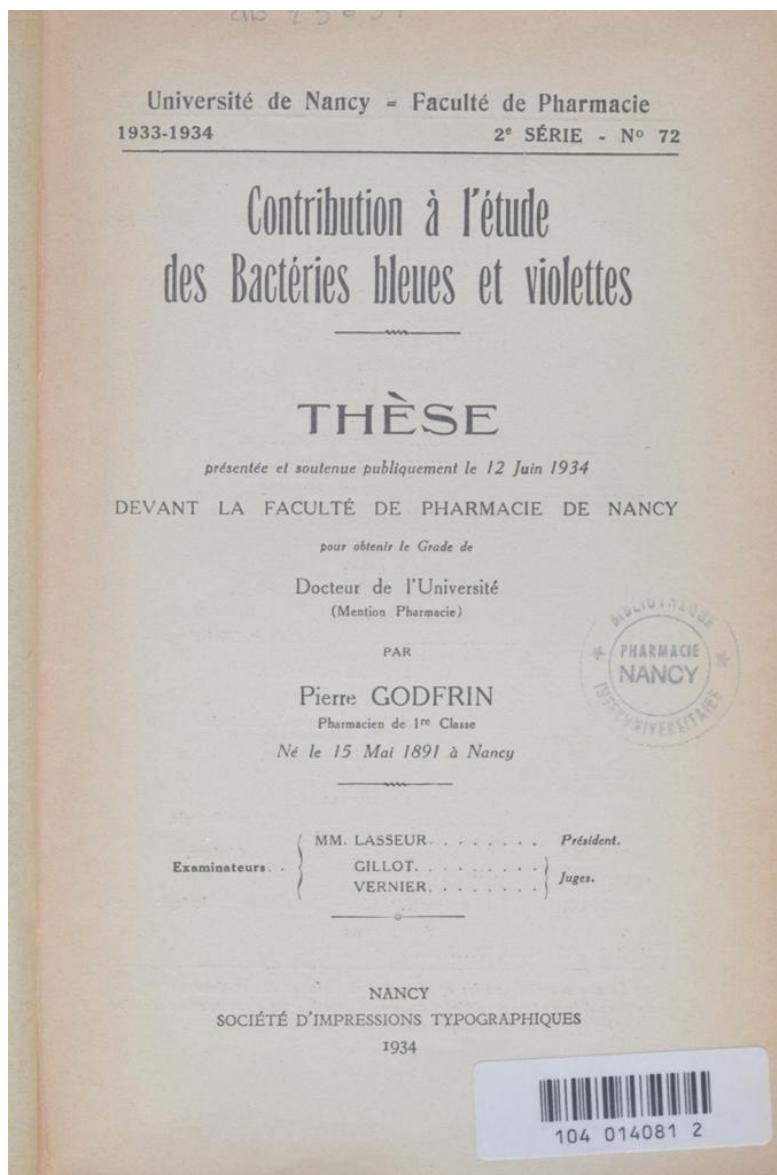 Université de Nancy = Faculté de Pharmacie
1933-1934 2e SÉRIE - No 72
Contribution à l'étude
des Bactéries bleues et violettes
THÈSE
présentée et soutenue publiquement le 12 Juin 1934
DEVANT LA FACULTÉ DE PHARMACIE DE NANCY
pour obtenir le Grade de
Docteur de l'Université
(Mention Pharmacie)
PAR
Pierre GODFRIN
Pharmacien de 1re Classe
Né le 15 Mai 1891 à Nancy
BIBLIOTHÈQUE
PHARMACIE
NANCY
INTERUNIVERSITAIRE
MM. LASSEUR. . . . . . . . Président.
Examinateurs. . GILLOT. . . . . . . . .
VERNIER. . . . . . . . Juges.
NANCY
SOCIÉTÉ D'IMPRESSIONS TYPOGRAPHIQUES
1934
104 014081 2